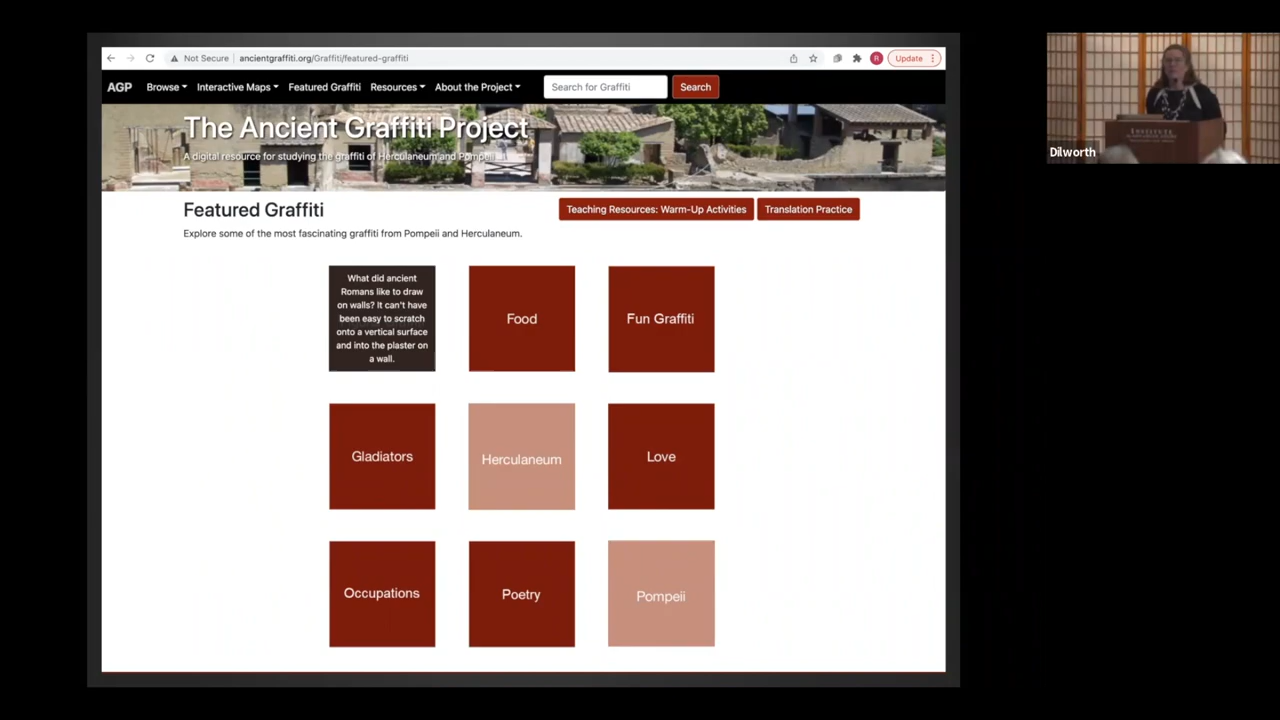 Not Secure
ancientgraffiti.org/Graffiti/featured-graffiti
R
Update
AGP
Browse
Interactive Maps
Featured Graffiti
Resources
About the Project
Search for Graffiti
Search
The Ancient Graffiti Project
A digital resource for studying the graffiti of Herculaneum and Pompeii
Featured Graffiti
Teaching Resources: Warm-Up Activities
Translation Practice
Explore some of the most fascinating graffiti from Pompeii and Herculaneum.
What did ancient
Romans like to draw
on walls? It can't have
been easy to scratch
onto a vertical surface
and into the plaster on
a wall.
Food
Fun Graffiti
Gladiators
Herculaneum
Love
Occupations
Poetry
Pompeii
INSTITUTE
Dilworth